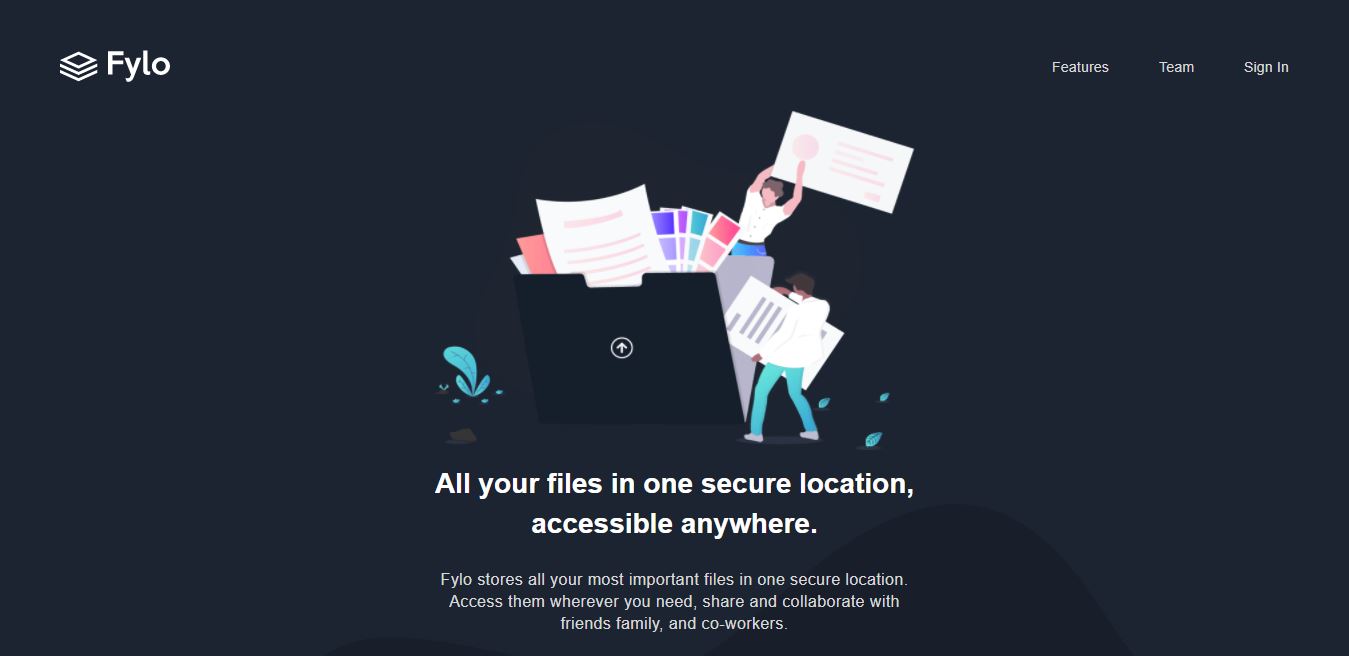 Fylo
Features
Team
Sign In
All your files in one secure location,
accessible anywhere.
Fylo stores all your most important files in one secure location.
Access them wherever you need, share and collaborate with
friends family, and co-workers.